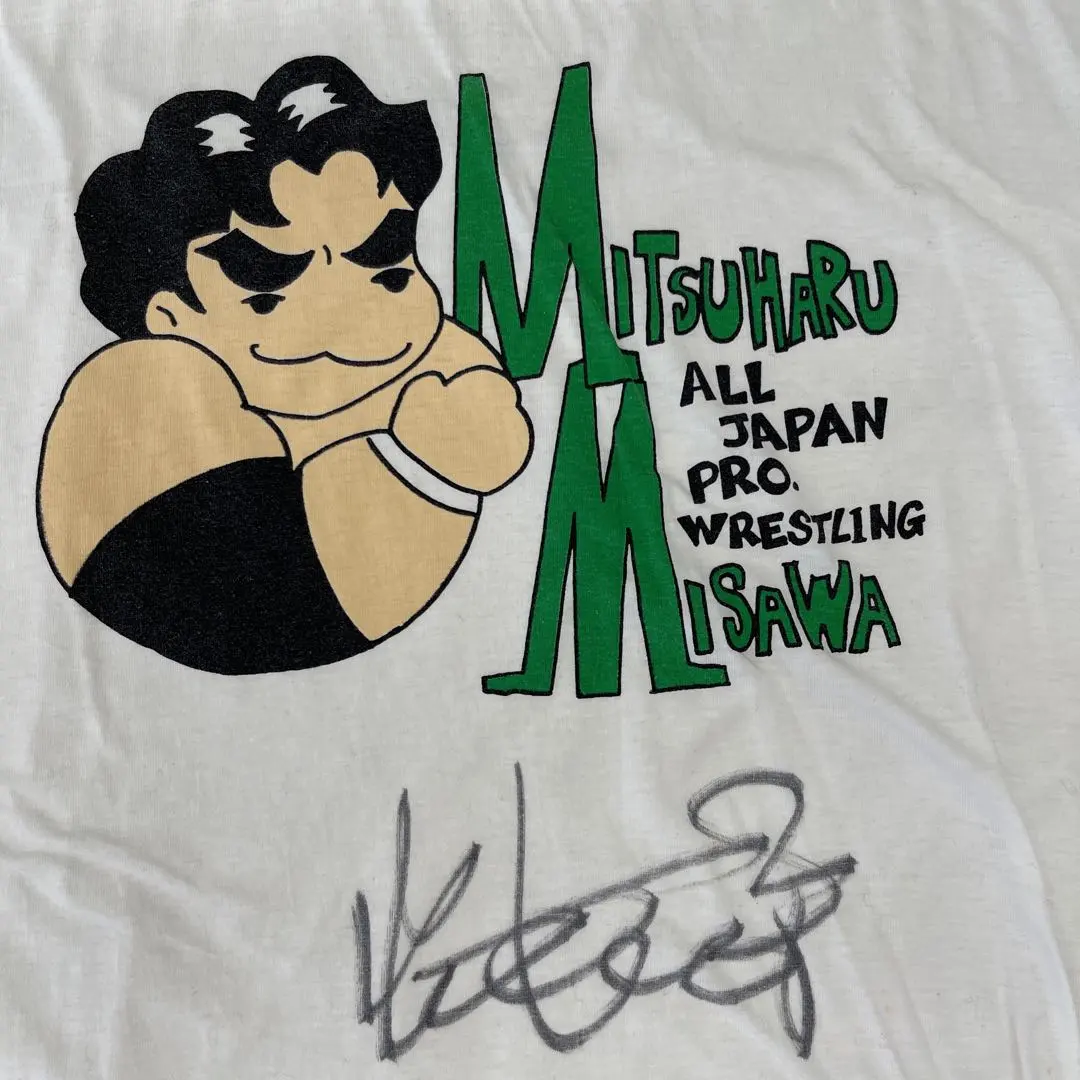 MITSUHARU
ALL
JAPAN
PRO.
WRESTLING
MISAWA